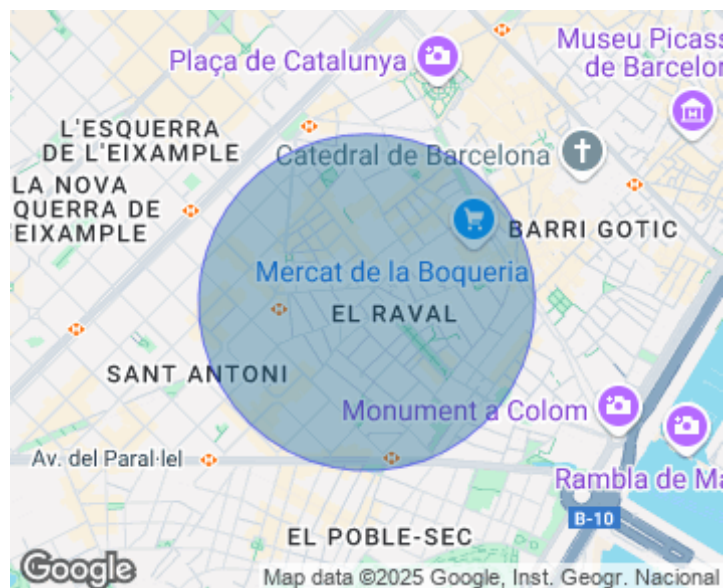 Plaça de Catalunya
Museu Picass
de Barcelon
L'ESQUERRA
DE L'EIXAMPLE
Catedral de Barcelona
LA NOVA
QUERRA DE
EIXAMPLE
BARRI GOTIC
Mercat de la Boqueria
EL RAVAL
SANT ANTONI
Monument a Colom
Av. del Paral·lel
Rambla de Ma
B-10
EL POBLE-SEC
Google
Map data ©2025 Google, Inst. Geogr. Nacional